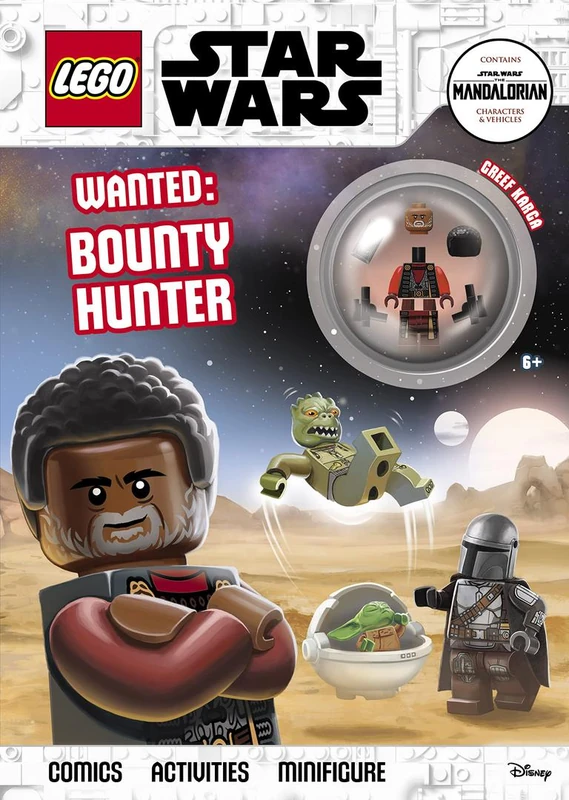 LEGO
STAR
WARS
CONTAINS
STAR WARS
THE
MANDALORIAN
CHARACTERS
& VEHICLES
WANTED:
BOUNTY
HUNTER
GREEF KARGA
6+
COMICS ACTIVITIES MINIFIGURE
Disney